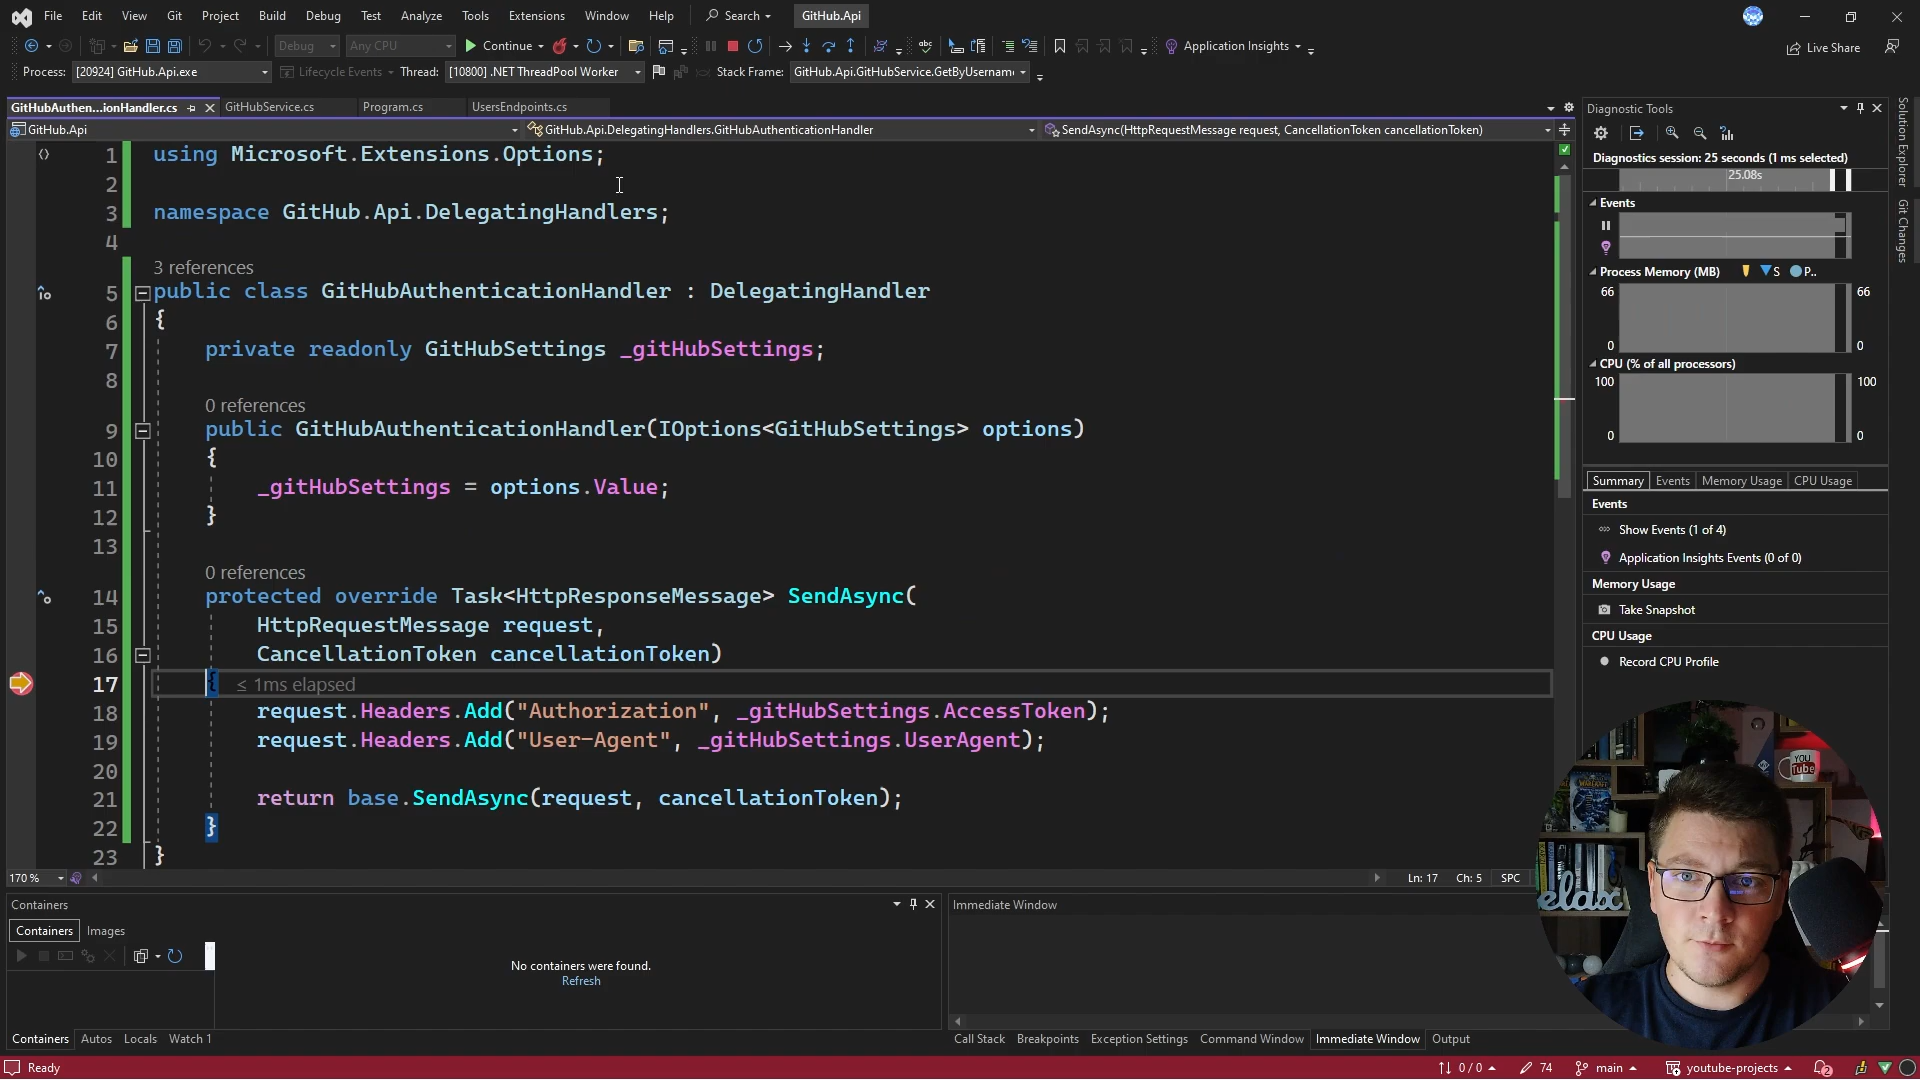 File Edit View Git Project Build Debug Test Analyze Tools Extensions Window Help Search GitHub.Api
Debug Any CPU Continue Application Insights Live Share
Process: [20924] GitHub.Api.exe Lifecycle Events Thread: [10800] .NET ThreadPool Worker Stack Frame: GitHub.Api.GitHubService.GetByUsernam
GitHubAuthen...ionHandler.cs GitHubService.cs Program.cs UsersEndpoints.cs
GitHub.Api GitHub.Api.DelegatingHandlers.GitHubAuthenticationHandler SendAsync(HttpRequestMessage request, CancellationToken cancellationToken)
1 using Microsoft.Extensions.Options;
2
3 namespace GitHub.Api.DelegatingHandlers;
4
3 references
5 public class GitHubAuthenticationHandler : DelegatingHandler
6 {
7 private readonly GitHubSettings _gitHubSettings;
8
0 references
9 public GitHubAuthenticationHandler(IOptions<GitHubSettings> options)
10 {
11 _gitHubSettings = options.Value;
12 }
13
0 references
14 protected override Task<HttpResponseMessage> SendAsync(
15 HttpRequestMessage request,
16 CancellationToken cancellationToken)
17 { ≤ 1ms elapsed
18 request.Headers.Add("Authorization", _gitHubSettings.AccessToken);
19 request.Headers.Add("User-Agent", _gitHubSettings.UserAgent);
20
21 return base.SendAsync(request, cancellationToken);
22 }
23 }
170 % Ln: 17 Ch: 5 SPC
Diagnostic Tools
Diagnostics session: 25 seconds (1 ms selected)
25.08s
Events
Process Memory (MB) S P..
66 66
0 0
CPU (% of all processors)
100 100
0 0
Summary Events Memory Usage CPU Usage
Events
Show Events (1 of 4)
Application Insights Events (0 of 0)
Memory Usage
Take Snapshot
CPU Usage
Record CPU Profile
Solution Explorer
Git Changes
YOU
Tube
elax
Containers
Containers Images
No containers were found.
Refresh
Containers Autos Locals Watch 1
Immediate Window
Call Stack Breakpoints Exception Settings Command Window Immediate Window Output
Ready 0 / 0 74 main youtube-projects 2